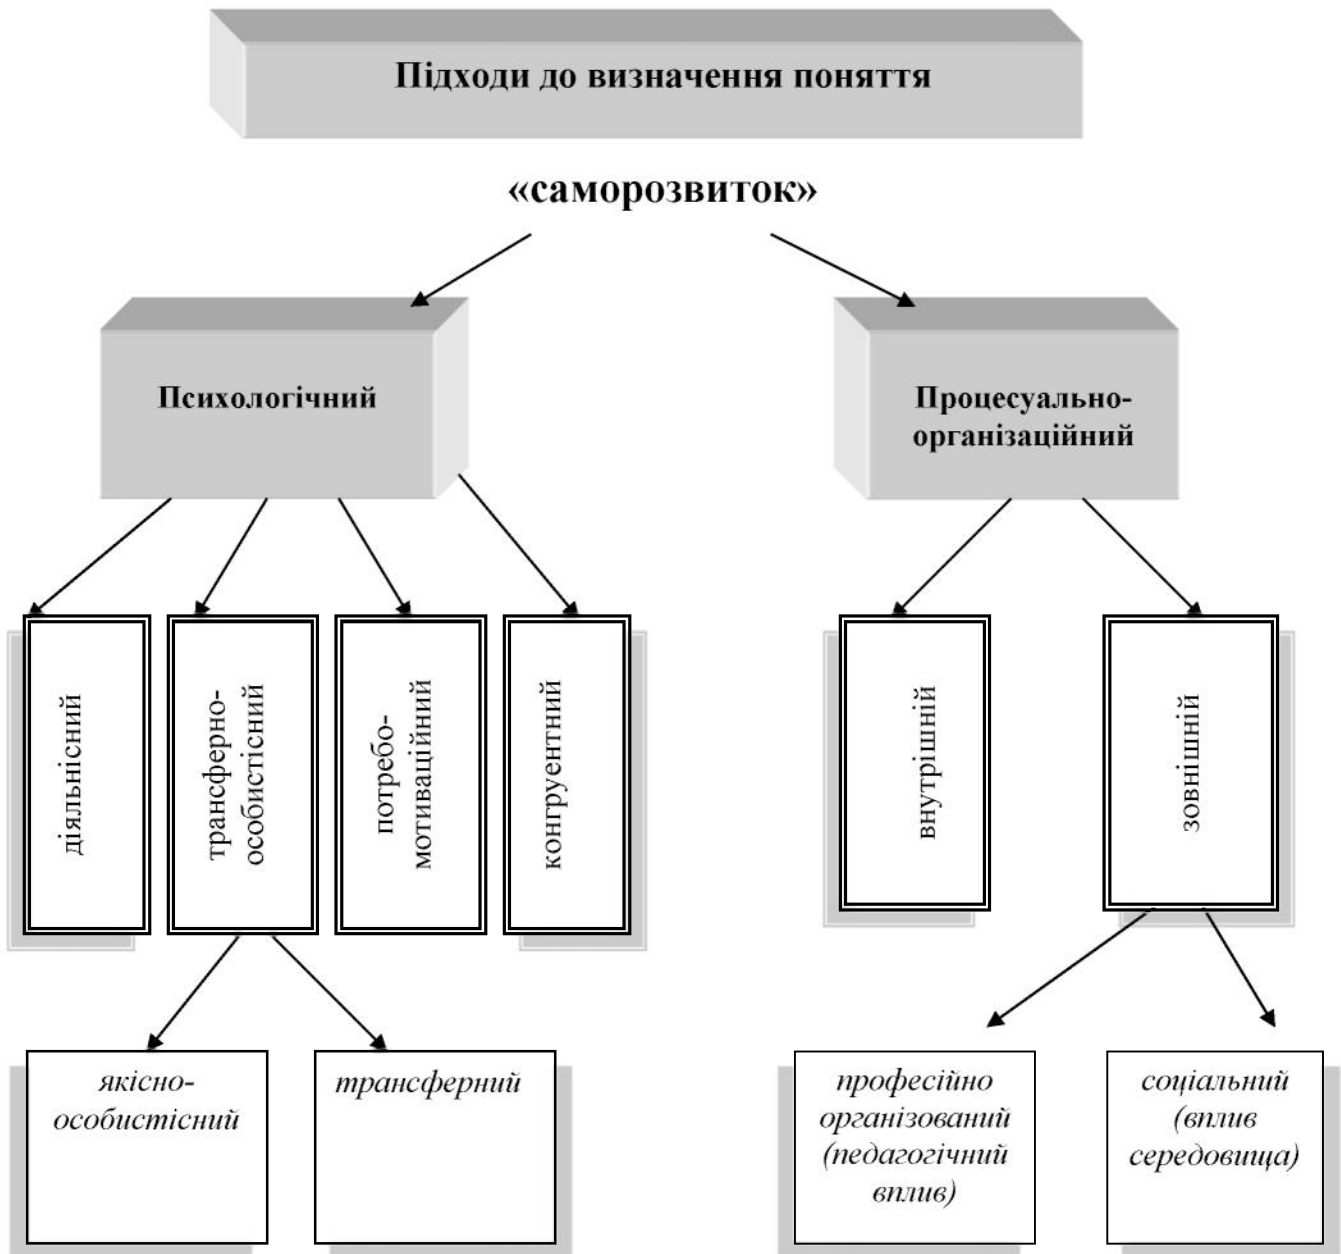 Підходи до визначення поняття
«саморозвиток»
Психологічний
Процесуально-
організаційний
діяльнісний
трансферно-
особистісний
потребо-
мотиваційний
конгруентний
внутрішній
зовнішній
якісно-
особистісний
трансферний
професійно
організований
(педагогічний
вплив)
соціальний
(вплив
середовища)